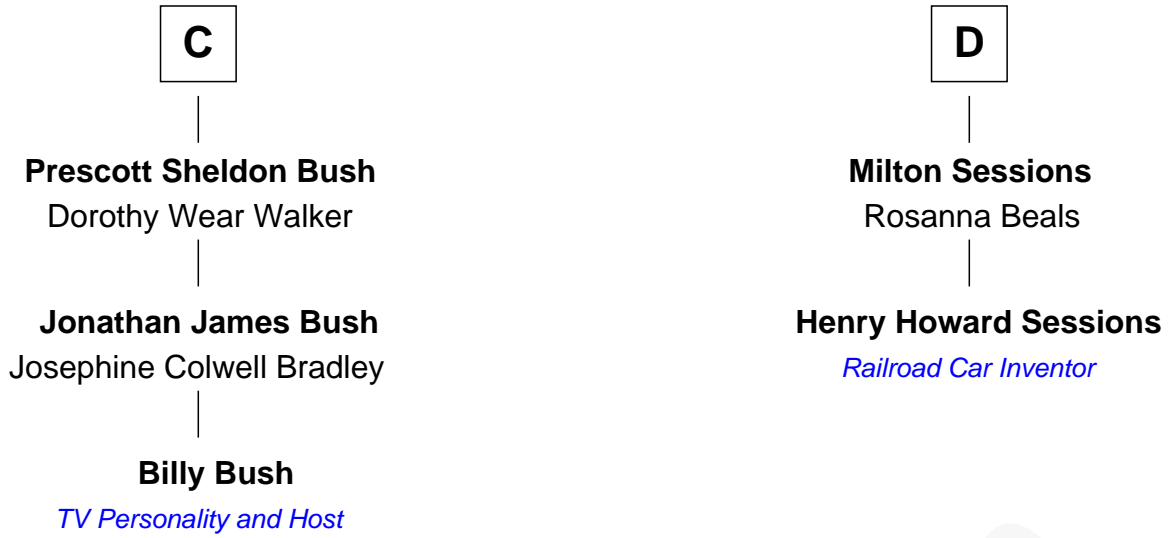 C
Prescott Sheldon Bush
Dorothy Wear Walker
Jonathan James Bush
Josephine Colwell Bradley
Billy Bush
TV Personality and Host
D
Milton Sessions
Rosanna Beals
Henry Howard Sessions
Railroad Car Inventor